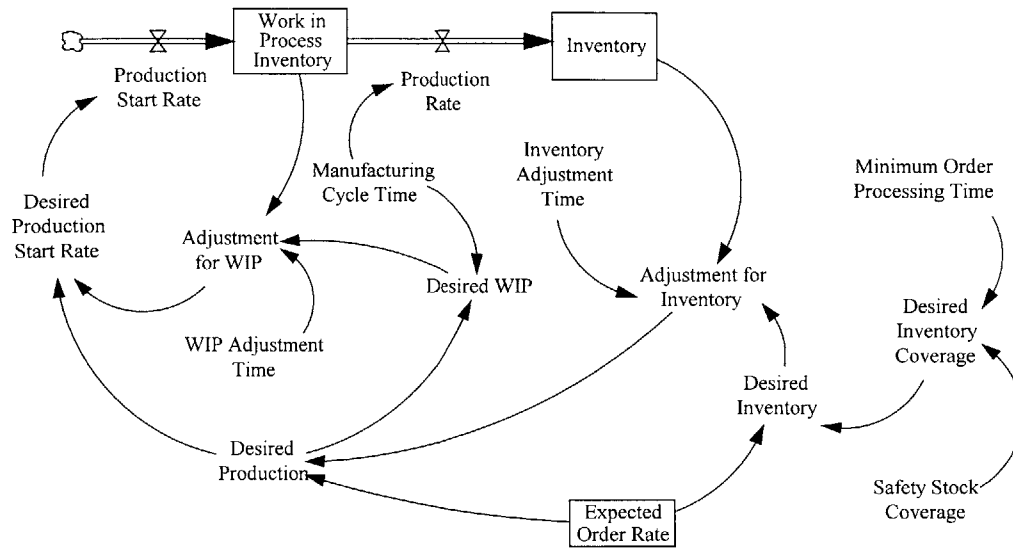 Work in
Process
Inventory
Inventory
Production
Start Rate
Production
Rate
Manufacturing
Cycle Time
Inventory
Adjustment
Time
Minimum Order
Processing Time
Desired
Production
Start Rate
Adjustment
for WIP
Desired WIP
Adjustment for
Inventory
Desired
Inventory
Coverage
WIP Adjustment
Time
Desired
Inventory
Desired
Production
Safety Stock
Coverage
Expected
Order Rate